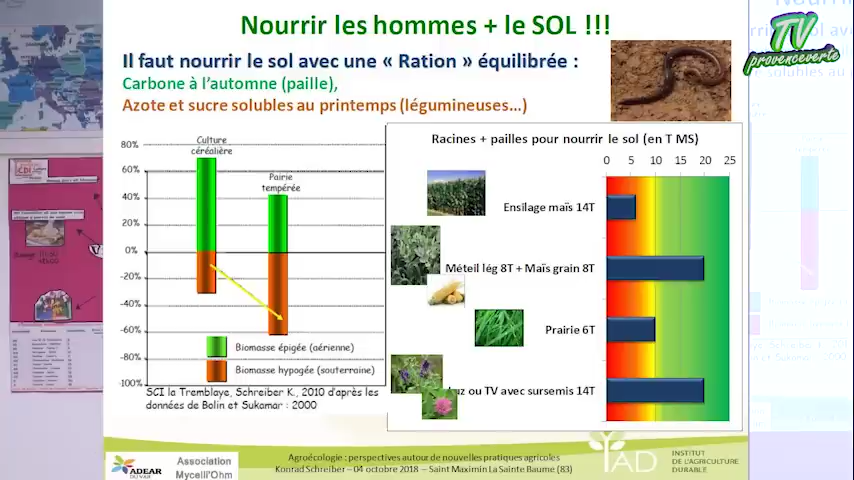 Nourrir les hommes + le SOL !!!
TV
provenceverte
Il faut nourrir le sol avec une « Ration » équilibrée :
Carbone à l'automne (paille),
Azote et sucre solubles au printemps (légumineuses...)
Culture
céréalière
Pairie
tempérée
80%
60%
40%
20%
0%
-20%
-40%
-60%
-80%
-100%
Biomasse épigée (aérienne)
Biomasse hypogée (souterraine)
SCI la Tremblaye, Schreiber K., 2010 d'après les
données de Bolin et Sukamar : 2000
Racines + pailles pour nourrir le sol (en T MS)
0 5 10 15 20 25
Ensilage maïs 14T
Méteil lég 8T + Maïs grain 8T
Prairie 6T
ou TV avec sursemis 14T
ADEAR
DU VAR
Association
Mycelli'Ohm
Agroécologie : perspectives autour de nouvelles pratiques agricoles
Konrad Schreiber – 04 octobre 2018 – Saint Maximin La Sainte Baume (83)
IAD
INSTITUT
DE L'AGRICULTURE
DURABLE